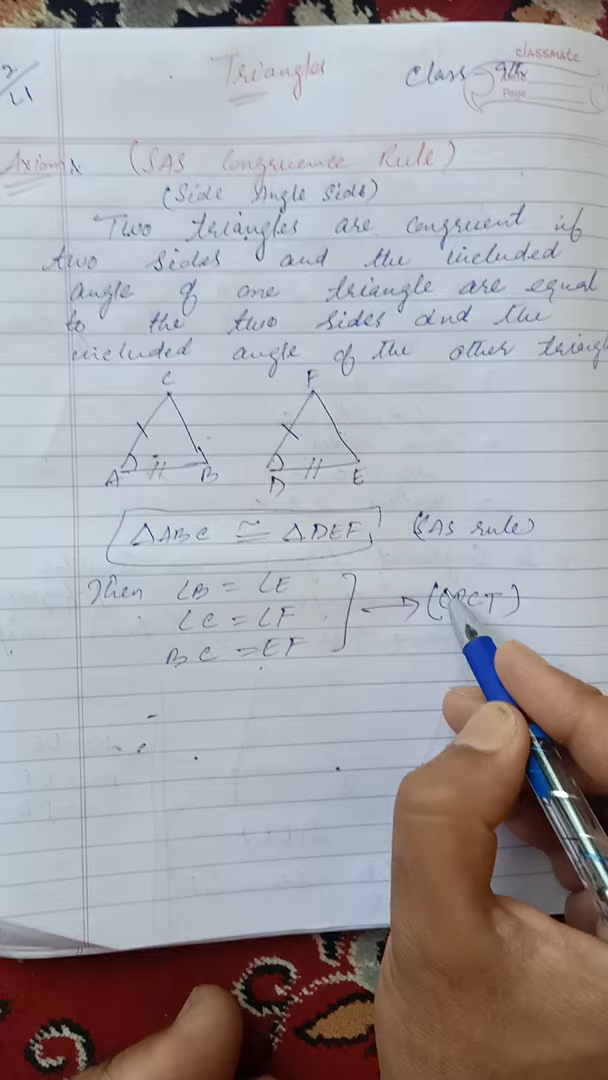 Triangles
Class 9th
classmate
Page
Axiom
(SAS Congruence Rule)
(Side Angle Side)
Two triangles are congruent if
two sides and the included
angle of one triangle are equal
to the two sides and the
included angle of the other
C
F
A
B
D
E
△ABC ≅ △DEF
(SAS rule)
Then ∠B = ∠E
∠C = ∠F
→ (CPCT)
BC = EF